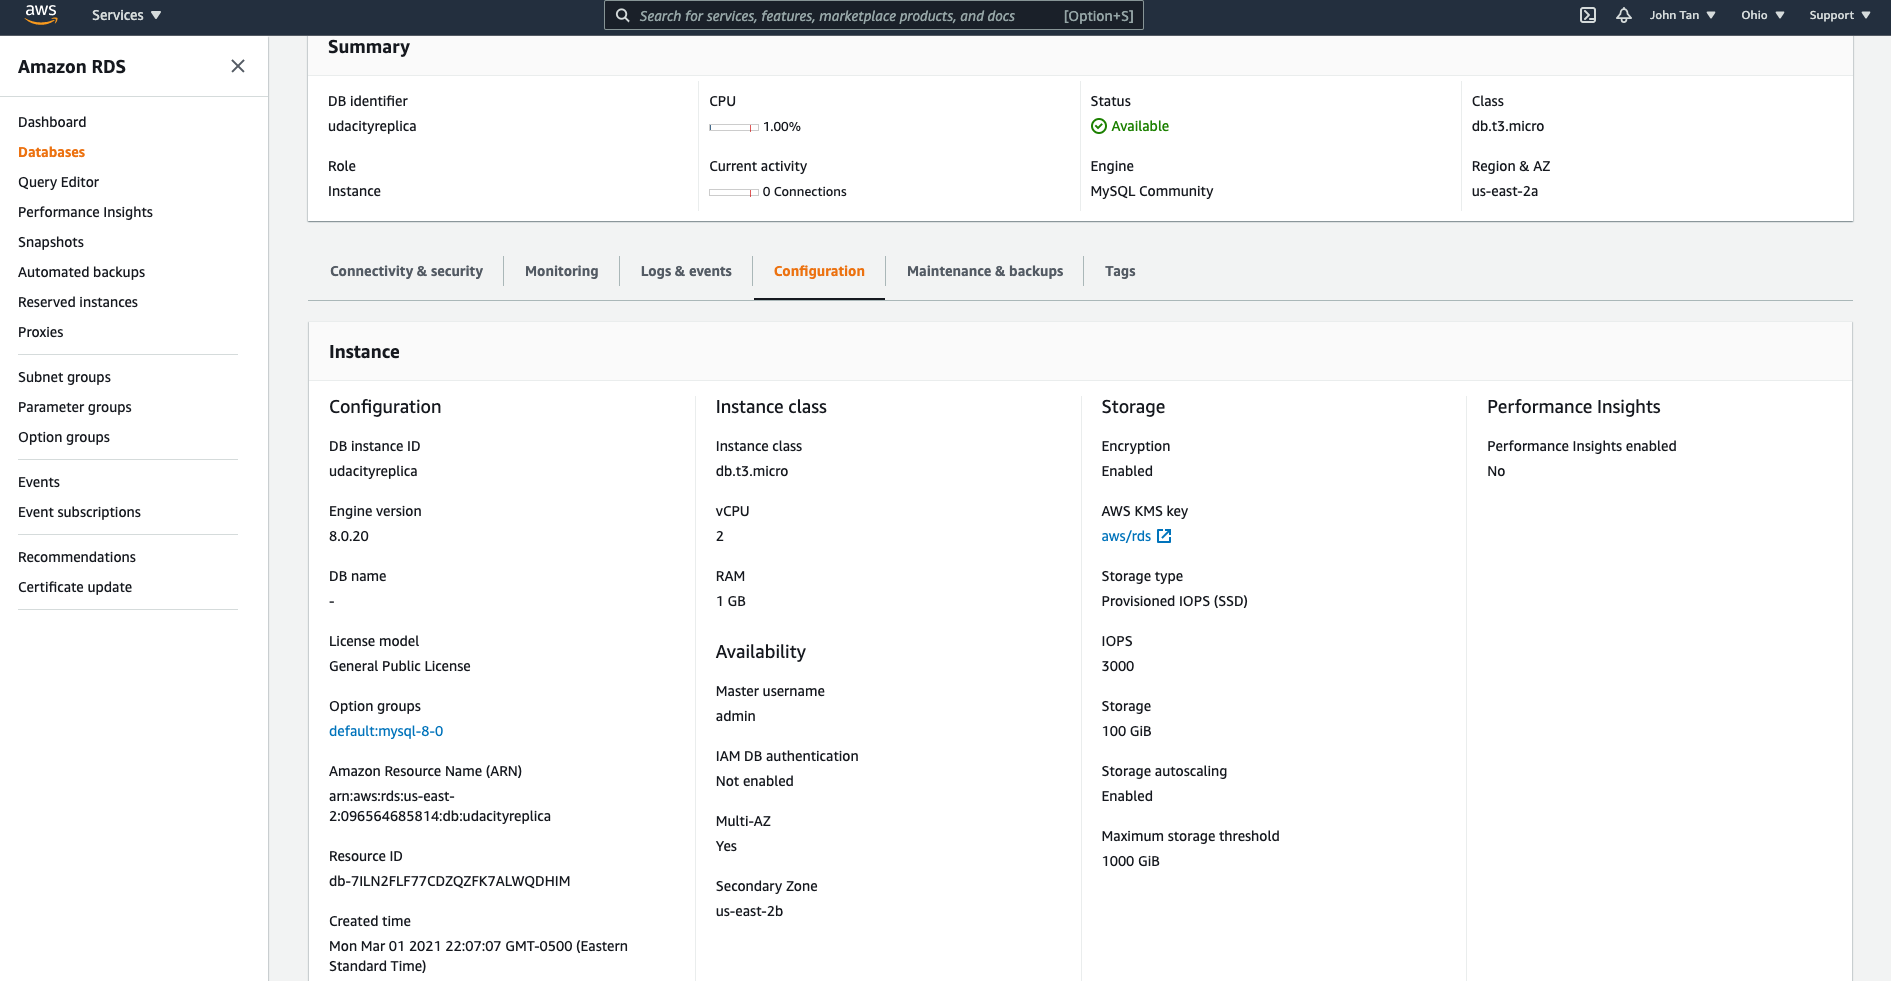 aws
Services
Search for services, features, marketplace products, and docs
[Option+S]
John Tan
Ohio
Support
Amazon RDS
Dashboard
Databases
Query Editor
Performance Insights
Snapshots
Automated backups
Reserved instances
Proxies
Subnet groups
Parameter groups
Option groups
Events
Event subscriptions
Recommendations
Certificate update
Summary
DB identifier
udacityreplica
Role
Instance
CPU
1.00%
Current activity
0 Connections
Status
Available
Engine
MySQL Community
Class
db.t3.micro
Region & AZ
us-east-2a
Connectivity & security
Monitoring
Logs & events
Configuration
Maintenance & backups
Tags
Instance
Configuration
DB instance ID
udacityreplica
Engine version
8.0.20
DB name
-
License model
General Public License
Option groups
default:mysql-8-0
Amazon Resource Name (ARN)
arn:aws:rds:us-east-
2:096564685814:db:udacityreplica
Resource ID
db-7ILN2FLF77CDZQZFK7ALWQDHIM
Created time
Mon Mar 01 2021 22:07:07 GMT-0500 (Eastern
Standard Time)
Instance class
Instance class
db.t3.micro
vCPU
2
RAM
1 GB
Availability
Master username
admin
IAM DB authentication
Not enabled
Multi-AZ
Yes
Secondary Zone
us-east-2b
Storage
Encryption
Enabled
AWS KMS key
aws/rds
Storage type
Provisioned IOPS (SSD)
IOPS
3000
Storage
100 GiB
Storage autoscaling
Enabled
Maximum storage threshold
1000 GiB
Performance Insights
Performance Insights enabled
No